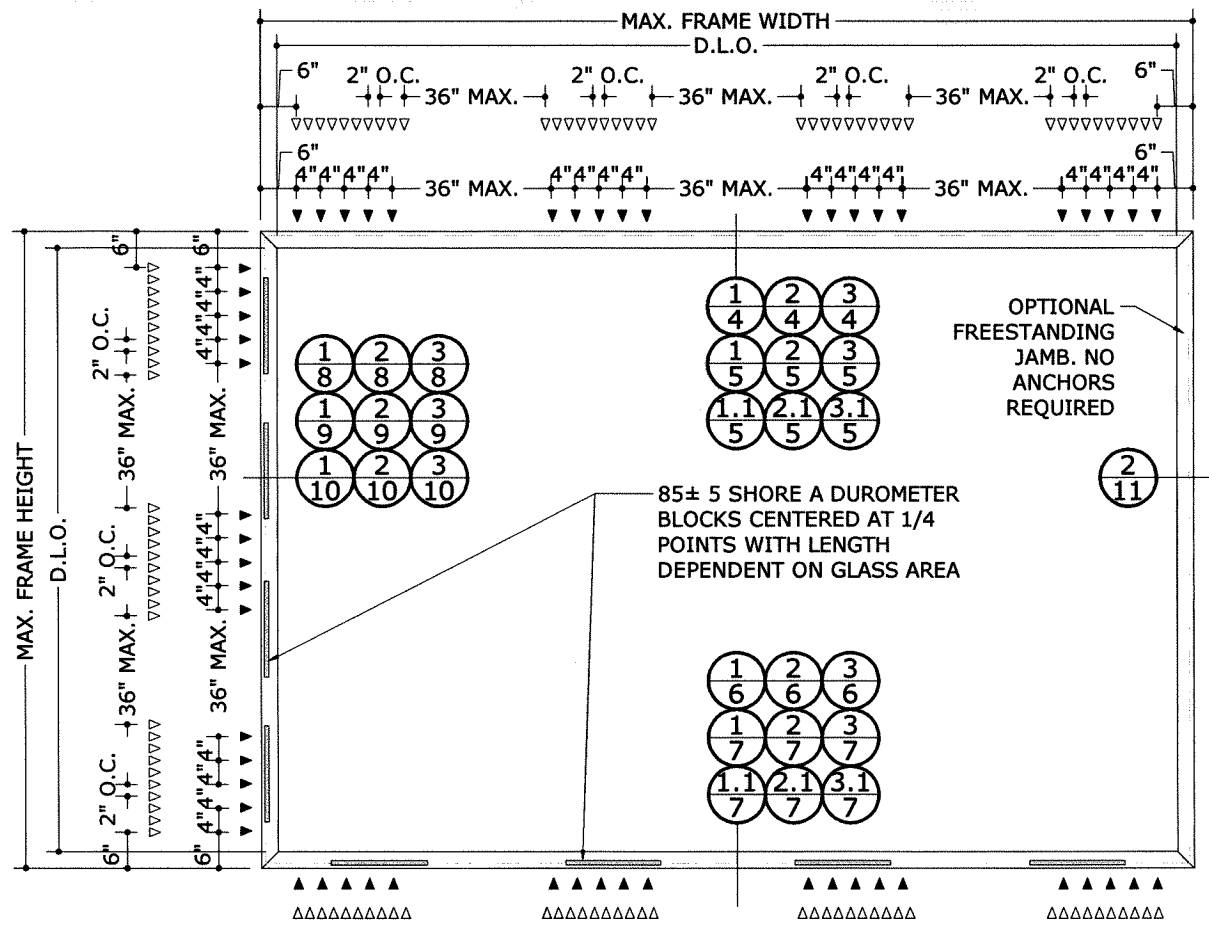 MAX. FRAME WIDTH
D.L.O.
6" 2" O.C. 36" MAX. 2" O.C. 36" MAX. 2" O.C. 36" MAX. 2" O.C. 6"
6" 4" 4" 4" 4" 36" MAX. 4" 4" 4" 4" 36" MAX. 4" 4" 4" 4" 36" MAX. 4" 4" 4" 4" 6"
MAX. FRAME HEIGHT
D.L.O.
6" 2" O.C. 36" MAX. 2" O.C. 36" MAX. 2" O.C. 6"
6" 4" 4" 4" 4" 36" MAX. 4" 4" 4" 4" 36" MAX. 4" 4" 4" 4" 6"
1 2 3
8 8 8
1 2 3
9 9 9
1 2 3
10 10 10
1 2 3
4 4 4
1 2 3
5 5 5
1.1 2.1 3.1
5 5 5
OPTIONAL
FREESTANDING
JAMB. NO
ANCHORS
REQUIRED
2
11
85± 5 SHORE A DUROMETER
BLOCKS CENTERED AT 1/4
POINTS WITH LENGTH
DEPENDENT ON GLASS AREA
1 2 3
6 6 6
1 2 3
7 7 7
1.1 2.1 3.1
7 7 7